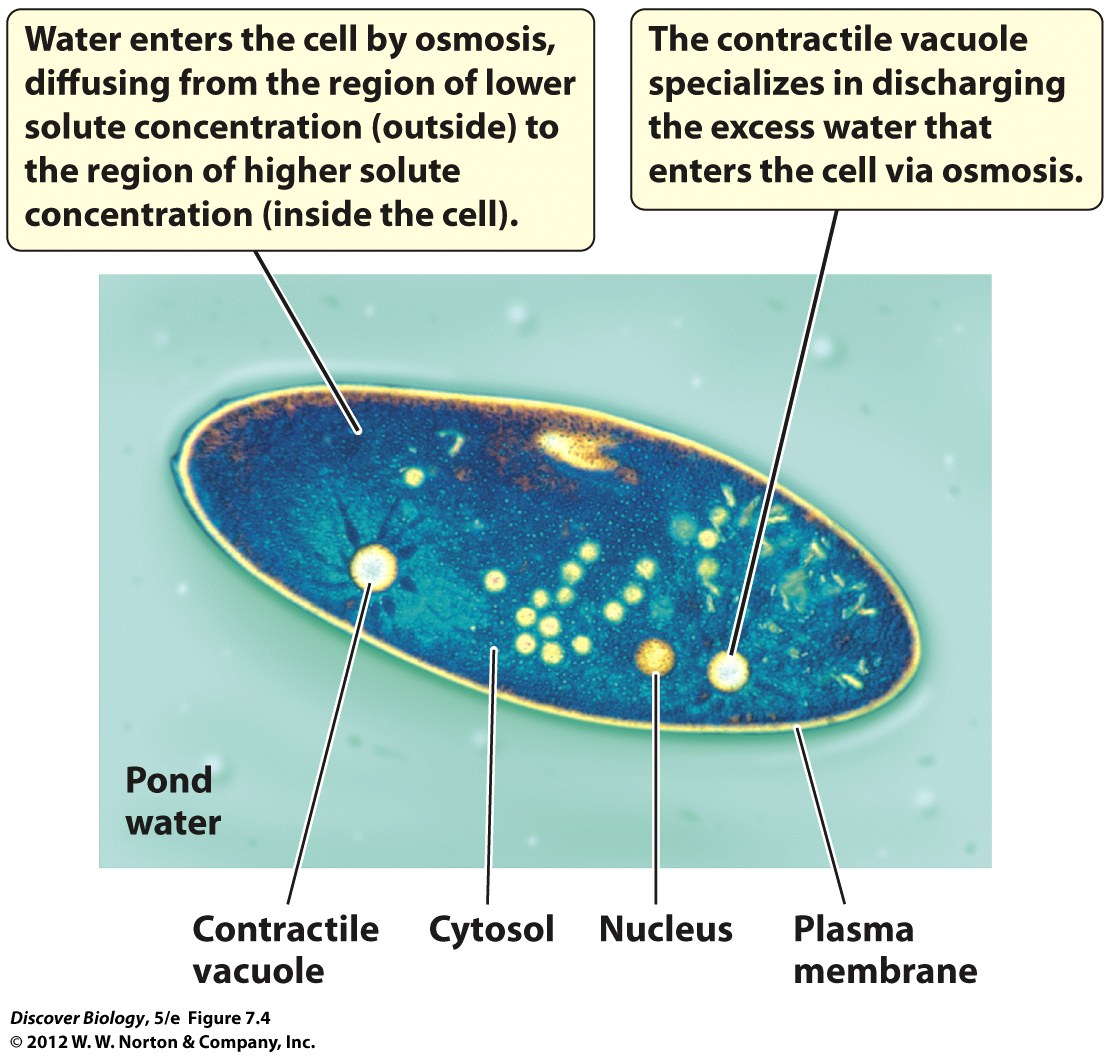 Water enters the cell by osmosis,
diffusing from the region of lower
solute concentration (outside) to
the region of higher solute
concentration (inside the cell).
The contractile vacuole
specializes in discharging
the excess water that
enters the cell via osmosis.
Pond
water
Contractile
vacuole
Cytosol
Nucleus
Plasma
membrane
Discover Biology, 5/e Figure 7.4
© 2012 W. W. Norton & Company, Inc.